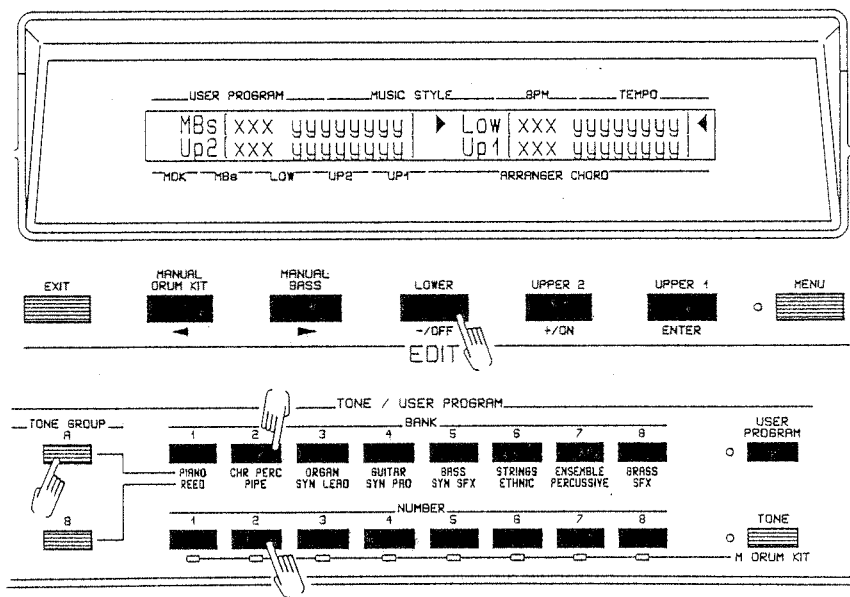 USER PROGRAM MUSIC STYLE BPM TEMPO
MBs XXX yyyyyyyy Low XXX yyyyyyyy
Up2 XXX yyyyyyyy Up1 XXX yyyyyyyy
MDK MBs LOW UP2 UP1 ARRANGER CHORD
EXIT MANUAL DRUM KIT MANUAL BASS LOWER UPPER 2 UPPER 1 MENU
-/OFF +/ON ENTER
EDIT
TONE / USER PROGRAM
TONE GROUP BANK USER PROGRAM
A 1 2 3 4 5 6 7 8
PIANO CHR PERC ORGAN GUITAR BASS STRINGS ENSEMBLE BRASS
REED PIPE SYN LEAD SYN PAD SYN SFX ETHNIC PERCUSSIVE SFX
NUMBER
B 1 2 3 4 5 6 7 8 TONE
M DRUM KIT